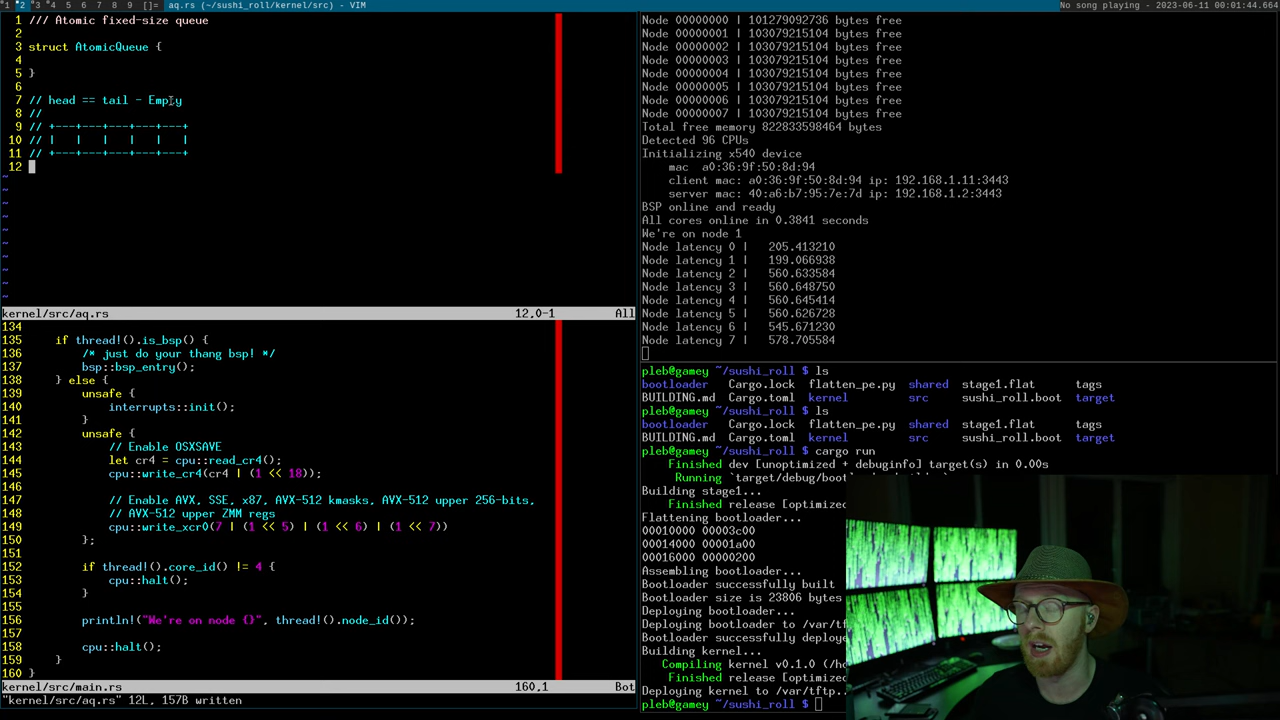 1 2 3 4 5 6 7 8 9 []= aq.rs (~/sushi_roll/kernel/src) - VIM No song playing - 2023-06-11 01:44.664
1 /// Atomic fixed-size queue
2
3 struct AtomicQueue {
4
5 }
6
7 // head == tail - Empty
8 //
9 // +---+---+---+---+---+
10 // |   |   |   |   |   |
11 // +---+---+---+---+---+
12
~
~
~
~
~
~
~
~
~
~
kernel/src/aq.rs 12,0-1 All
134
135     if thread!().is_bsp() {
136         /* just do your thang bsp! */
137         bsp::bsp_entry();
138     } else {
139         unsafe {
140             interrupts::init();
141         }
142         unsafe {
143             // Enable OSXSAVE
144             let cr4 = cpu::read_cr4();
145             cpu::write_cr4(cr4 | (1 << 18));
146
147             // Enable AVX, SSE, x87, AVX-512 kmasks, AVX-512 upper 256-bits,
148             // AVX-512 upper ZMM regs
149             cpu::write_xcr0(7 | (1 << 5) | (1 << 6) | (1 << 7))
150         };
151
152         if thread!().core_id() != 4 {
153             cpu::halt();
154         }
155
156         println!("We're on node {}", thread!().node_id());
157
158         cpu::halt();
159     }
160 }
kernel/src/main.rs 160,1 Bot
"kernel/src/aq.rs" 12L, 157B written
Node 00000000 | 101279092736 bytes free
Node 00000001 | 103079215104 bytes free
Node 00000002 | 103079215104 bytes free
Node 00000003 | 103079215104 bytes free
Node 00000004 | 103079215104 bytes free
Node 00000005 | 103079215104 bytes free
Node 00000006 | 103079215104 bytes free
Node 00000007 | 103079215104 bytes free
Total free memory 822833598464 bytes
Detected 96 CPUs
Initializing x540 device
mac a0:36:9f:50:8d:94
client mac: a0:36:9f:50:8d:94 ip: 192.168.1.11:3443
server mac: 40:a6:b7:95:7e:7d ip: 192.168.1.2:3443
BSP online and ready
All cores online in 0.3841 seconds
We're on node 1
Node latency 0 | 205.413210
Node latency 1 | 199.066938
Node latency 2 | 560.633584
Node latency 3 | 560.648750
Node latency 4 | 560.645414
Node latency 5 | 560.626728
Node latency 6 | 545.671230
Node latency 7 | 578.705584
pleb@gamey ~/sushi_roll $ ls
bootloader Cargo.lock flatten_pe.py shared stage1.flat tags
BUILDING.md Cargo.toml kernel src sushi_roll.boot target
pleb@gamey ~/sushi_roll $ ls
bootloader Cargo.lock flatten_pe.py shared stage1.flat tags
BUILDING.md Cargo.toml kernel src sushi_roll.boot target
pleb@gamey ~/sushi_roll $ cargo run
Finished dev [unoptimized + debuginfo] target(s) in 0.00s
Running `target/debug/boot
Building stage1...
Finished release [optimize
Flattening bootloader...
00010000 00003c00
00014000 00001a00
00016000 00000200
Assembling bootloader...
Bootloader successfully built
Bootloader size is 23806 bytes
Deploying bootloader to /var/tf
Bootloader successfully deploye
Building kernel...
Compiling kernel v0.1.0 (/ho
Finished release [optimize
Deploying kernel to /var/tftp..
pleb@gamey ~/sushi_roll $